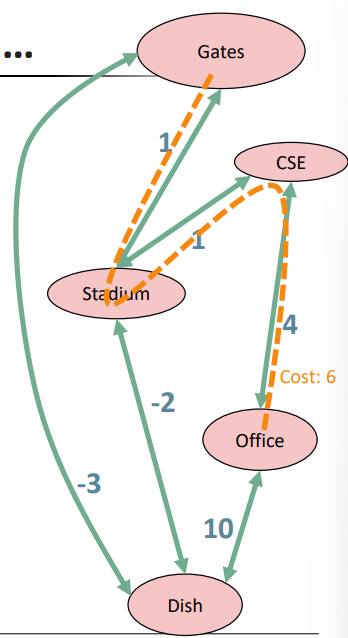 ...
Gates
1
CSE
1
Stadium
4
Cost: 6
-2
Office
-3
10
Dish